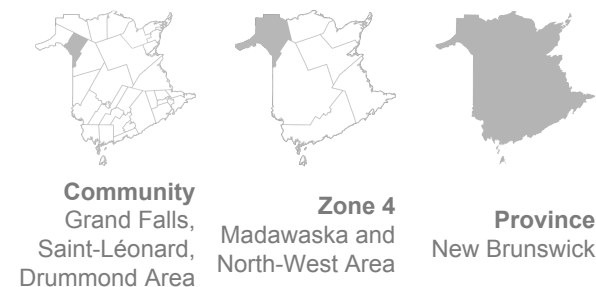 Community
Grand Falls,
Saint-Léonard,
Drummond Area
Zone 4
Madawaska and
North-West Area
Province
New Brunswick